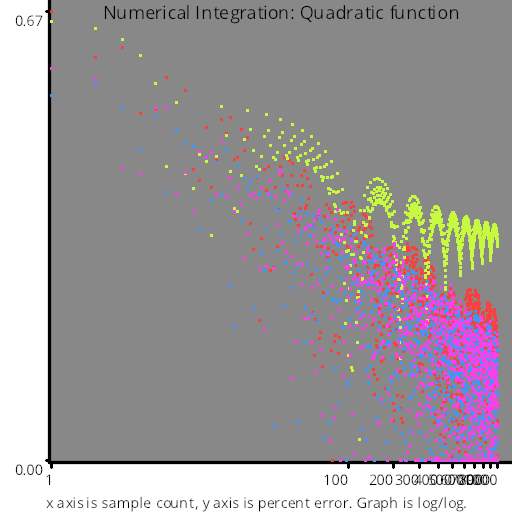 Numerical Integration: Quadratic function
0.67
0.00
1 100 200 300
x axis is sample count, y axis is percent error. Graph is log/log.